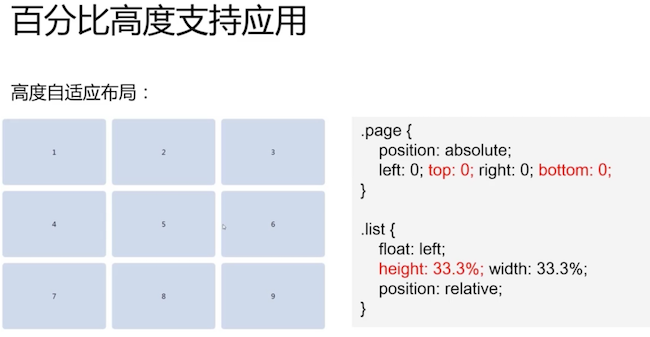 百分比高度支持应用
高度自适应布局：
1 2 3
4 5 6
7 8 9
.page {
position: absolute;
left: 0; top: 0; right: 0; bottom: 0;
}
.list {
float: left;
height: 33.3%; width: 33.3%;
position: relative;
}